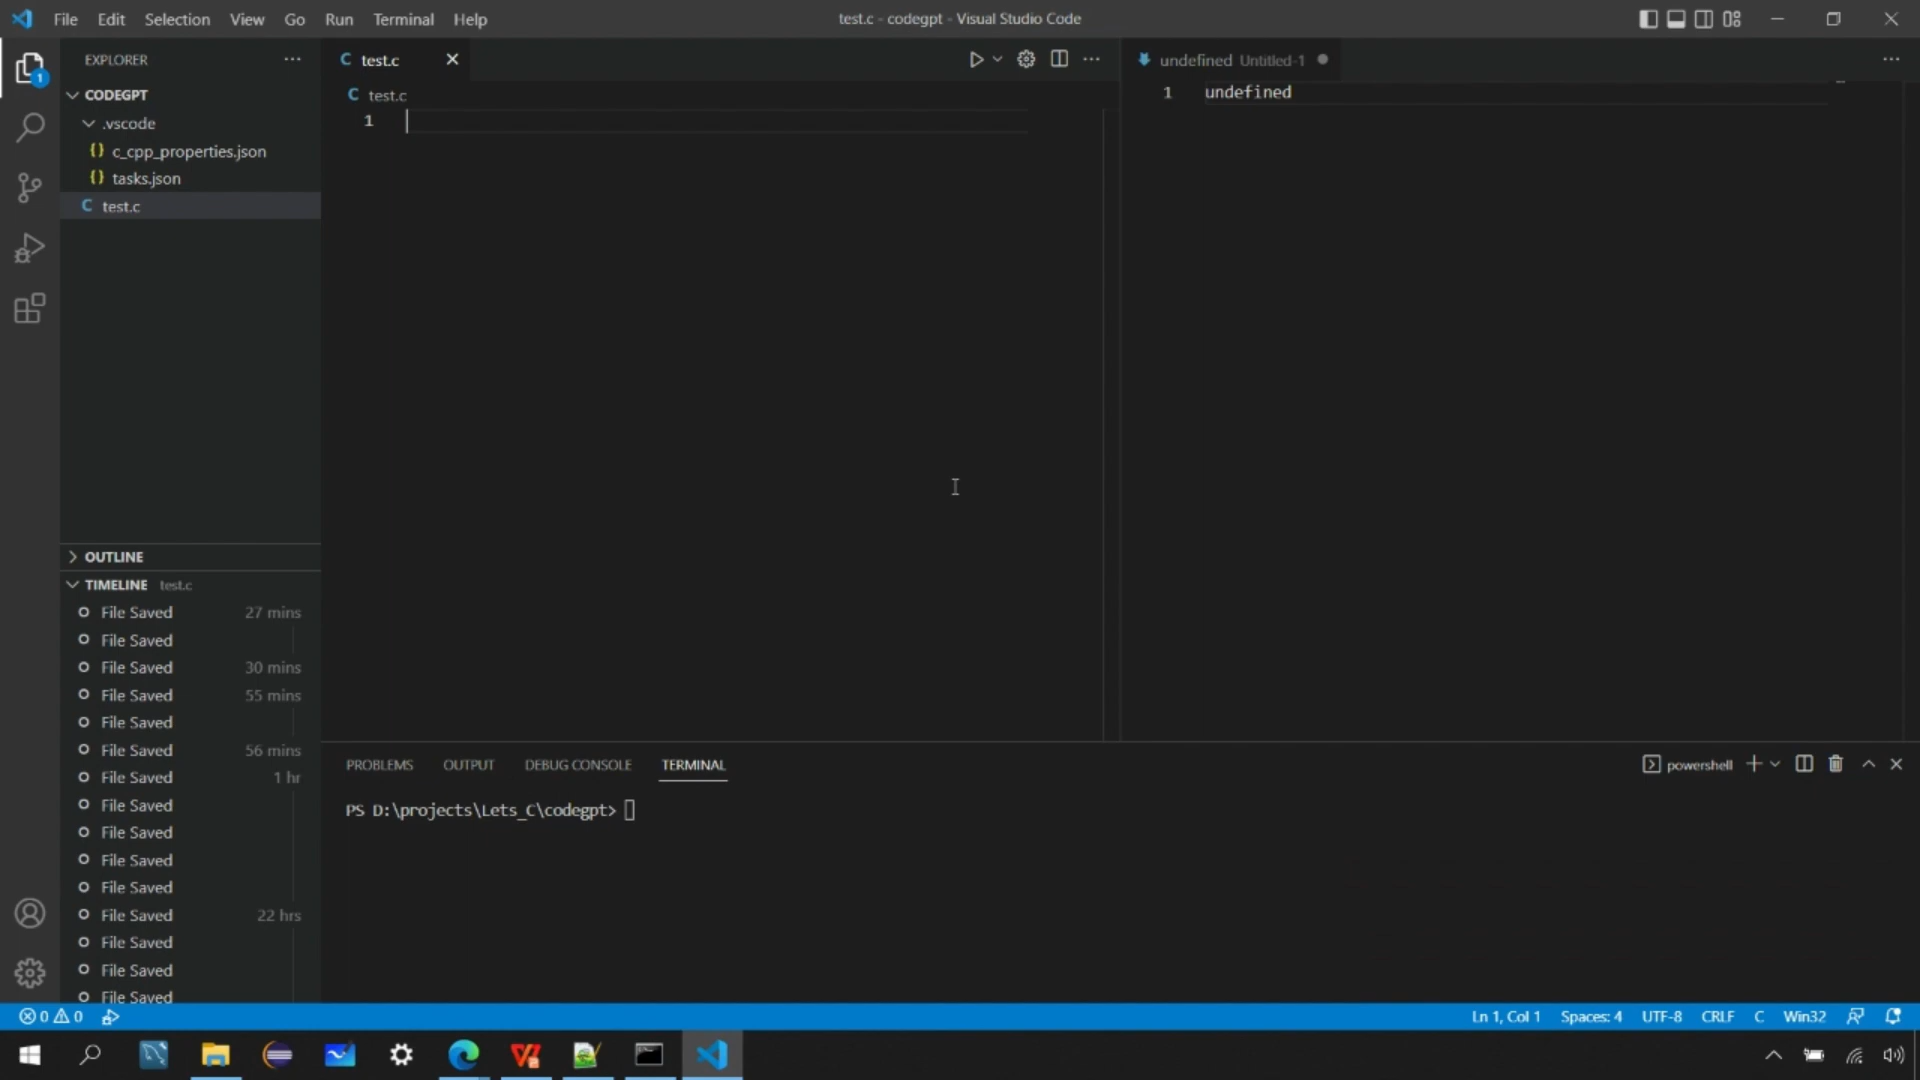 File Edit Selection View Go Run Terminal Help
test.c - codegpt - Visual Studio Code
EXPLORER
1
CODEGPT
.vscode
{} c_cpp_properties.json
{} tasks.json
C test.c
OUTLINE
TIMELINE test.c
File Saved 27 mins
File Saved
File Saved 30 mins
File Saved 55 mins
File Saved
File Saved 56 mins
File Saved 1 hr
File Saved
File Saved
File Saved
File Saved
File Saved 22 hrs
File Saved
File Saved
File Saved
C test.c
C test.c
1
undefined Untitled-1
1 undefined
PROBLEMS OUTPUT DEBUG CONSOLE TERMINAL
powershell
PS D:\projects\Lets_C\codegpt>
0 0
Ln 1, Col 1 Spaces: 4 UTF-8 CRLF C Win32